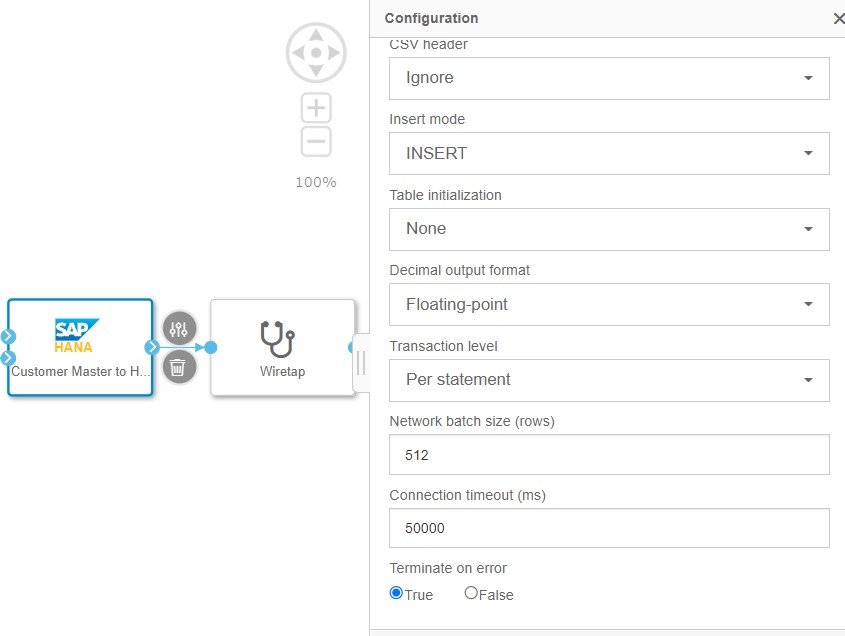 Configuration
CSV header
Ignore
Insert mode
INSERT
Table initialization
None
Decimal output format
Floating-point
Transaction level
Per statement
Network batch size (rows)
512
Connection timeout (ms)
50000
Terminate on error
True False
100%
SAP
HANA
Customer Master to H...
Wiretap